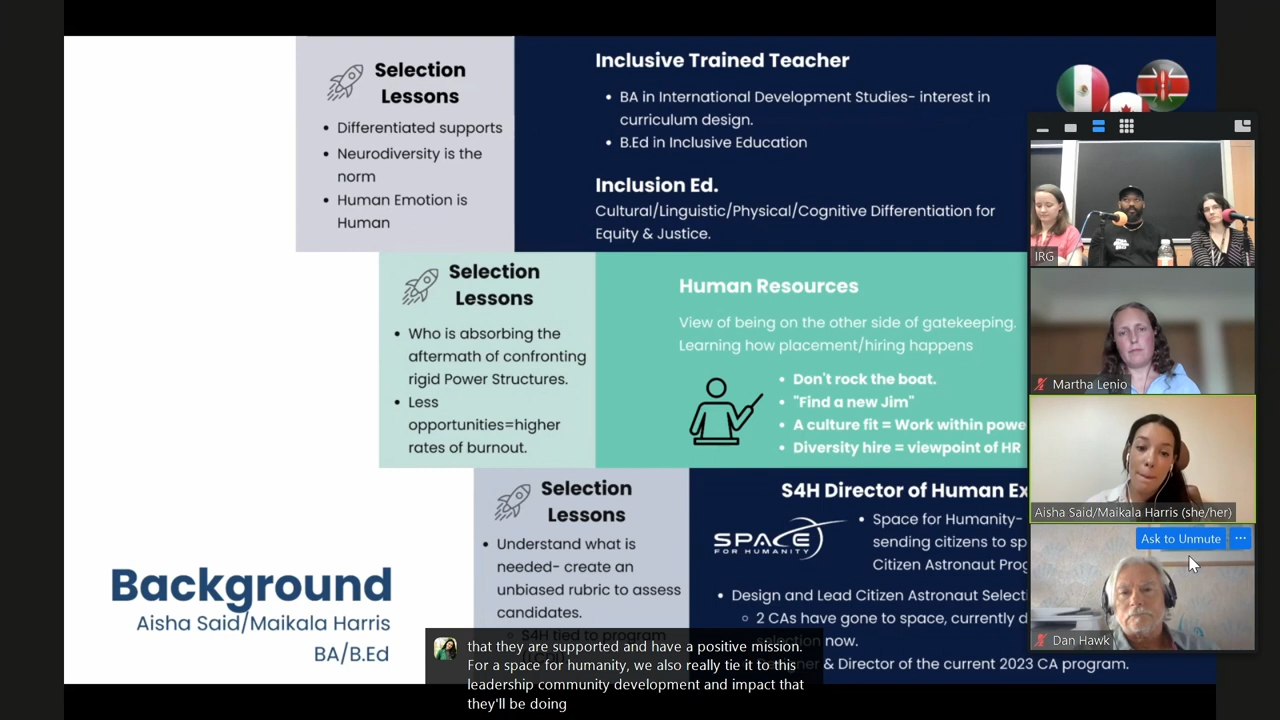 Selection
Lessons
Differentiated supports
Neurodiversity is the
norm
Human Emotion is
Human
Inclusive Trained Teacher
BA in International Development Studies- interest in
curriculum design.
B.Ed in Inclusive Education
Inclusion Ed.
Cultural/Linguistic/Physical/Cognitive Differentiation for
Equity & Justice.
Selection
Lessons
Who is absorbing the
aftermath of confronting
rigid Power Structures.
Less
opportunities=higher
rates of burnout.
Human Resources
View of being on the other side of gatekeeping.
Learning how placement/hiring happens
Don't rock the boat.
"Find a new Jim"
A culture fit = Work within powe
Diversity hire = viewpoint of HR
Selection
Lessons
Understand what is
needed- create an
unbiased rubric to assess
candidates.
S4H tied to program
S4H Director of Human Ex
SPACE
FOR HUMANITY
Space for Humanity-
sending citizens to sp
Citizen Astronaut Prog
Design and Lead Citizen Astronaut Selecti
2 CAs have gone to space, currently d
selection now.
& Director of the current 2023 CA program.
Background
Aisha Said/Maikala Harris
BA/B.Ed
that they are supported and have a positive mission.
For a space for humanity, we also really tie it to this
leadership community development and impact that
they'll be doing
IRG
Martha Lenio
Aisha Said/Maikala Harris (she/her)
Ask to Unmute
Dan Hawk